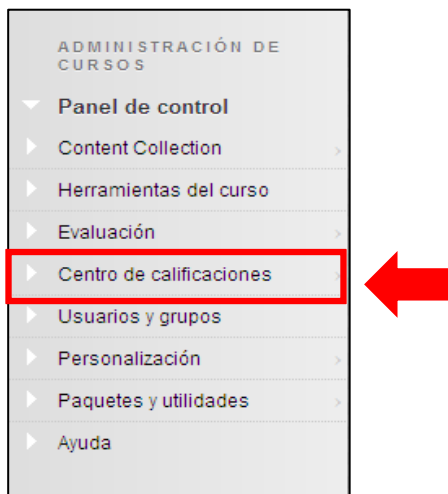 ADMINISTRACIÓN DE
CURSOS
Panel de control
Content Collection
Herramientas del curso
Evaluación
Centro de calificaciones
Usuarios y grupos
Personalización
Paquetes y utilidades
Ayuda